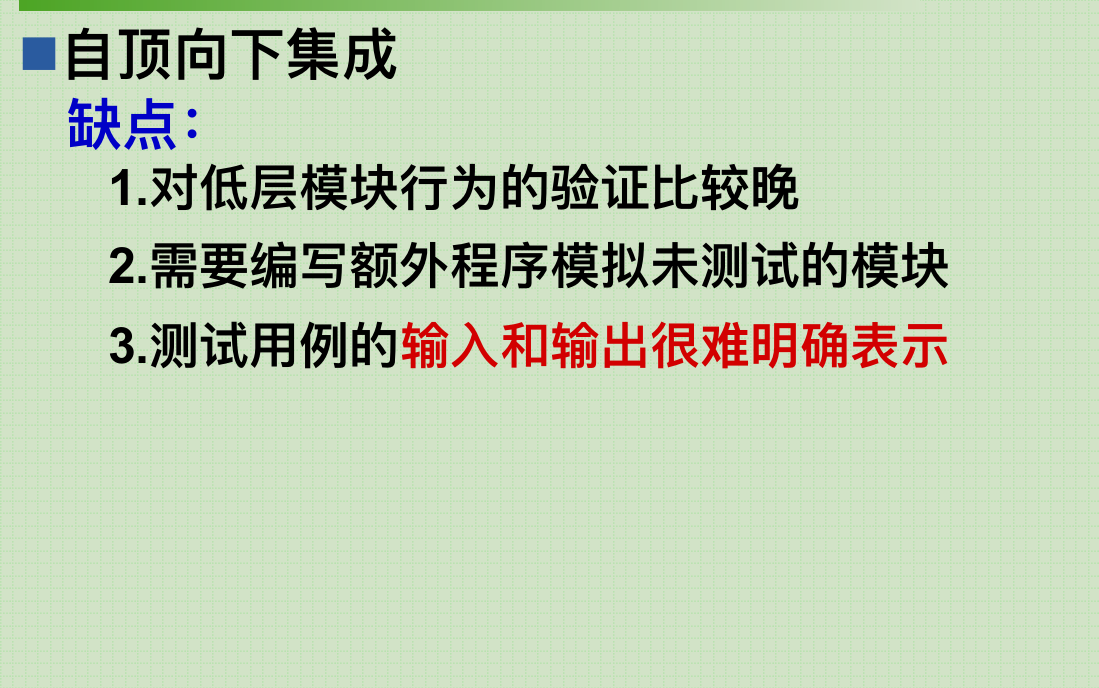 自顶向下集成
缺点：
1.对低层模块行为的验证比较晚
2.需要编写额外程序模拟未测试的模块
3.测试用例的输入和输出很难明确表示